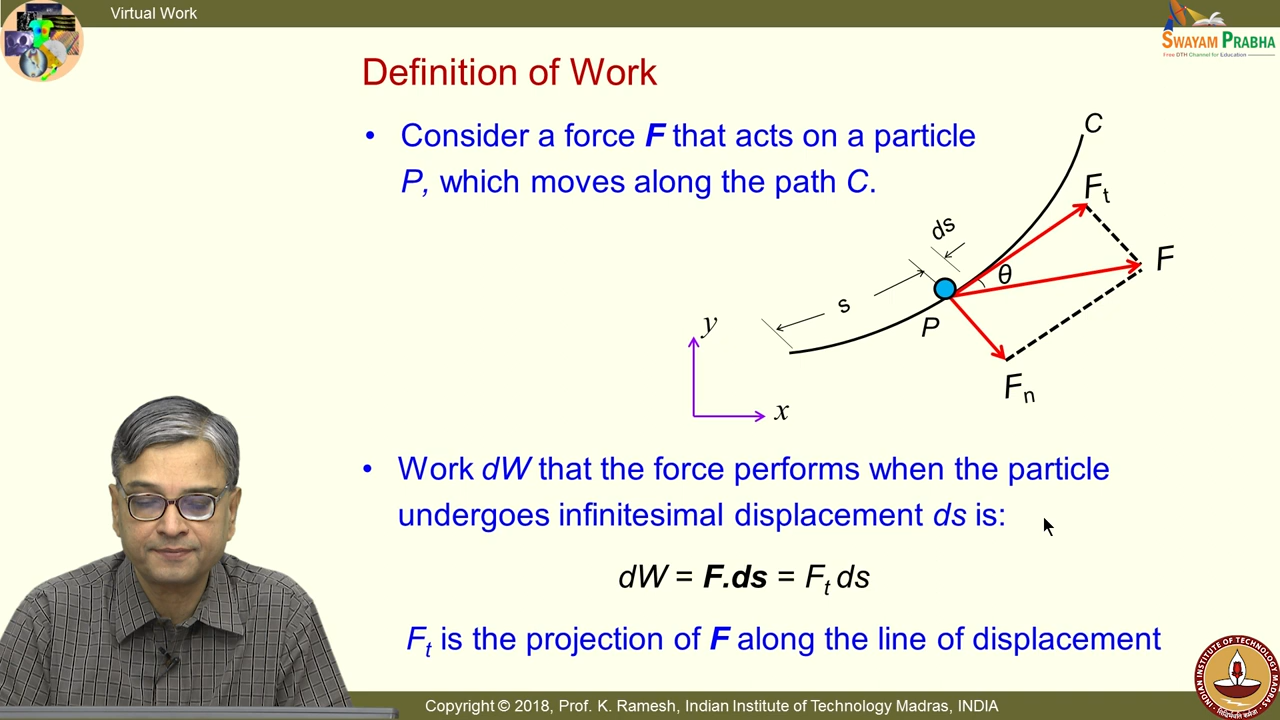 Virtual Work
SWAYAM PRABHA
Free DTH Channel for Education
Definition of Work
• Consider a force F that acts on a particle
P, which moves along the path C.
C
Ft
ds
F
θ
s
P
y
Fn
x
• Work dW that the force performs when the particle
undergoes infinitesimal displacement ds is:
dW = F.ds = Ft ds
Ft is the projection of F along the line of displacement
INDIAN INSTITUTE OF TECHNOLOGY MADRAS
Copyright © 2018, Prof. K. Ramesh, Indian Institute of Technology Madras, INDIA